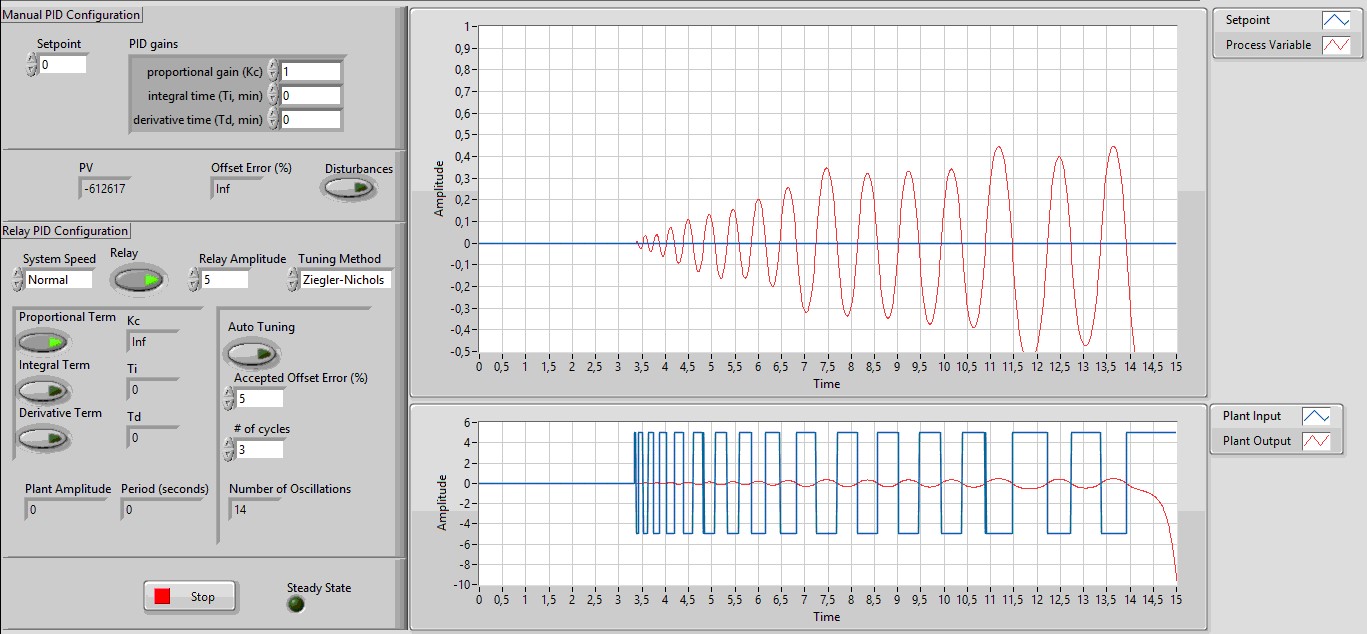 Manual PID Configuration
Setpoint
0
PID gains
proportional gain (Kc) 1
integral time (Ti, min) 0
derivative time (Td, min) 0
PV
-612617
Offset Error (%)
Inf
Disturbances
Relay PID Configuration
System Speed
Normal
Relay
Relay Amplitude
5
Tuning Method
Ziegler-Nichols
Proportional Term
Kc
Inf
Integral Term
Ti
0
Derivative Term
Td
0
Auto Tuning
Accepted Offset Error (%)
5
# of cycles
3
Plant Amplitude
0
Period (seconds)
0
Number of Oscillations
14
Stop
Steady State
Amplitude
1
0,9
0,8
0,7
0,6
0,5
0,4
0,3
0,2
0,1
0
-0,1
-0,2
-0,3
-0,4
-0,5
0 0,5 1 1,5 2 2,5 3 3,5 4 4,5 5 5,5 6 6,5 7 7,5 8 8,5 9 9,5 10 10,5 11 11,5 12 12,5 13 13,5 14 14,5 15
Time
Setpoint
Process Variable
Amplitude
6
4
2
0
-2
-4
-6
-8
-10
0 0,5 1 1,5 2 2,5 3 3,5 4 4,5 5 5,5 6 6,5 7 7,5 8 8,5 9 9,5 10 10,5 11 11,5 12 12,5 13 13,5 14 14,5 15
Time
Plant Input
Plant Output